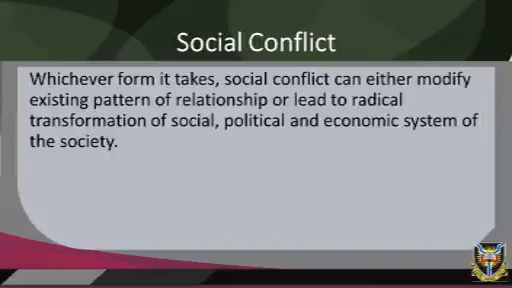 Social Conflict
Whichever form it takes, social conflict can either modify
existing pattern of relationship or lead to radical
transformation of social, political and economic system of
the society.